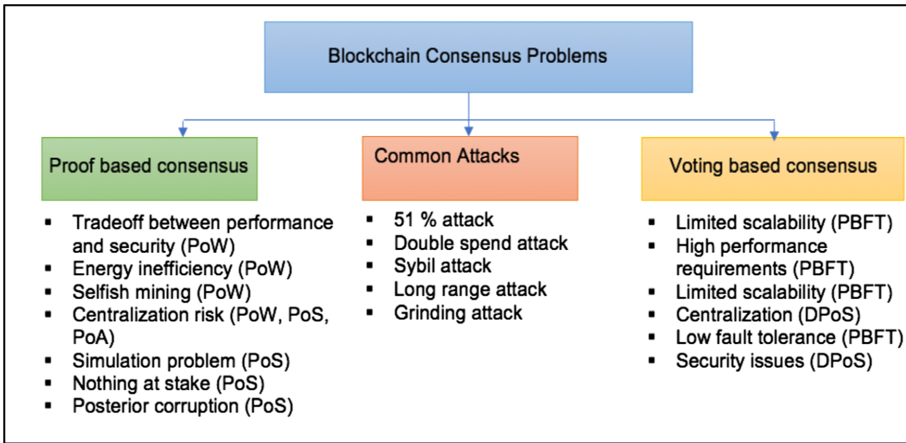 Blockchain Consensus Problems
Proof based consensus
▪ Tradeoff between performance
and security (PoW)
▪ Energy inefficiency (PoW)
▪ Selfish mining (PoW)
▪ Centralization risk (PoW, PoS,
PoA)
▪ Simulation problem (PoS)
▪ Nothing at stake (PoS)
▪ Posterior corruption (PoS)
Common Attacks
▪ 51 % attack
▪ Double spend attack
▪ Sybil attack
▪ Long range attack
▪ Grinding attack
Voting based consensus
▪ Limited scalability (PBFT)
▪ High performance
requirements (PBFT)
▪ Limited scalability (PBFT)
▪ Centralization (DPoS)
▪ Low fault tolerance (PBFT)
▪ Security issues (DPoS)